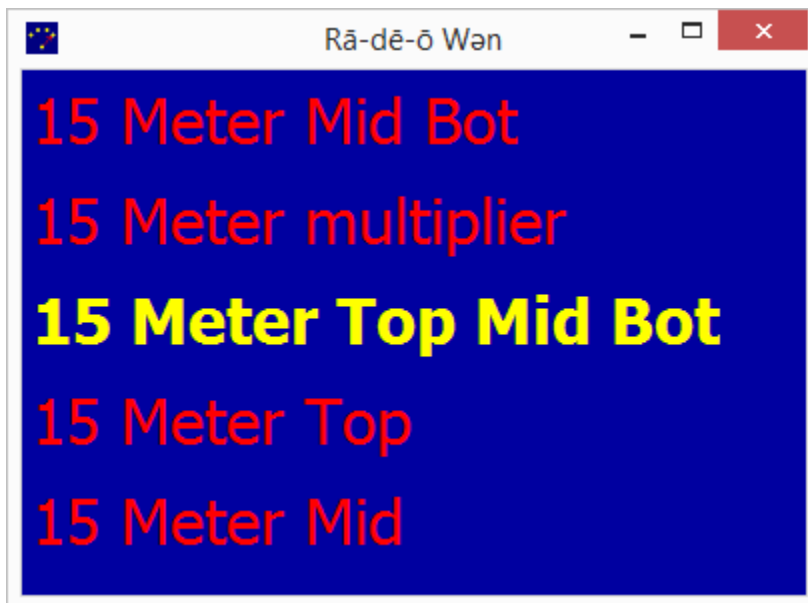 Rā-dē-ō Wən
15 Meter Mid Bot
15 Meter multiplier
15 Meter Top Mid Bot
15 Meter Top
15 Meter Mid